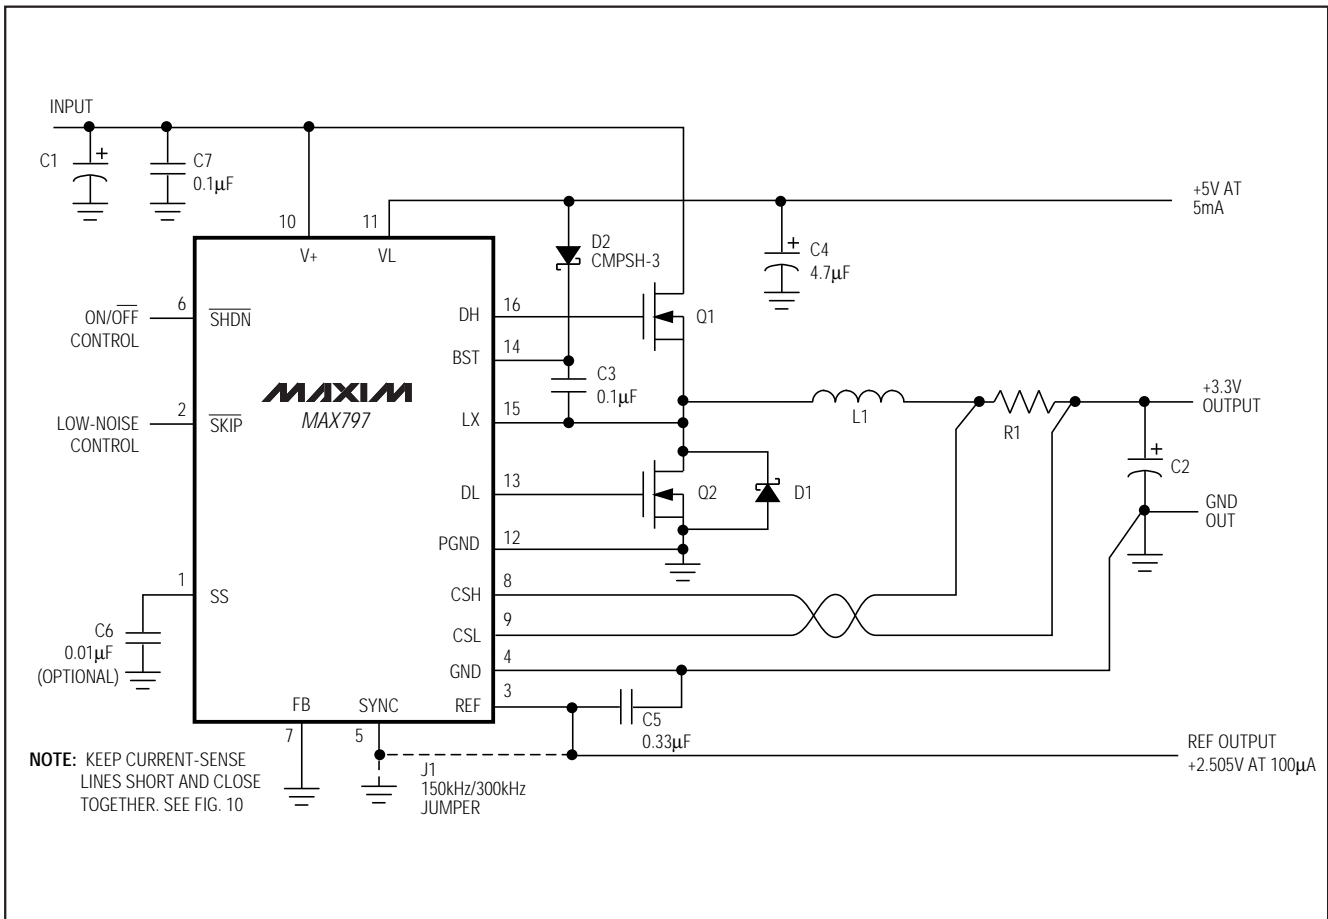 INPUT
C1
+
C7
0.1μF
10
11
V+
VL
+5V AT
5mA
D2
CMPSH-3
+
C4
4.7μF
6
ON/OFF
CONTROL
SHDN
DH
16
Q1
BST
14
C3
0.1μF
MAXIM
MAX797
LX
15
2
LOW-NOISE
CONTROL
SKIP
L1
R1
+3.3V
OUTPUT
+
C2
DL
13
Q2
D1
GND
OUT
PGND
12
1
SS
CSH
8
CSL
9
C6
0.01μF
(OPTIONAL)
GND
4
REF
3
FB
SYNC
7
5
C5
0.33μF
J1
150kHz/300kHz
JUMPER
REF OUTPUT
+2.505V AT 100μA
NOTE: KEEP CURRENT-SENSE
LINES SHORT AND CLOSE
TOGETHER. SEE FIG. 10